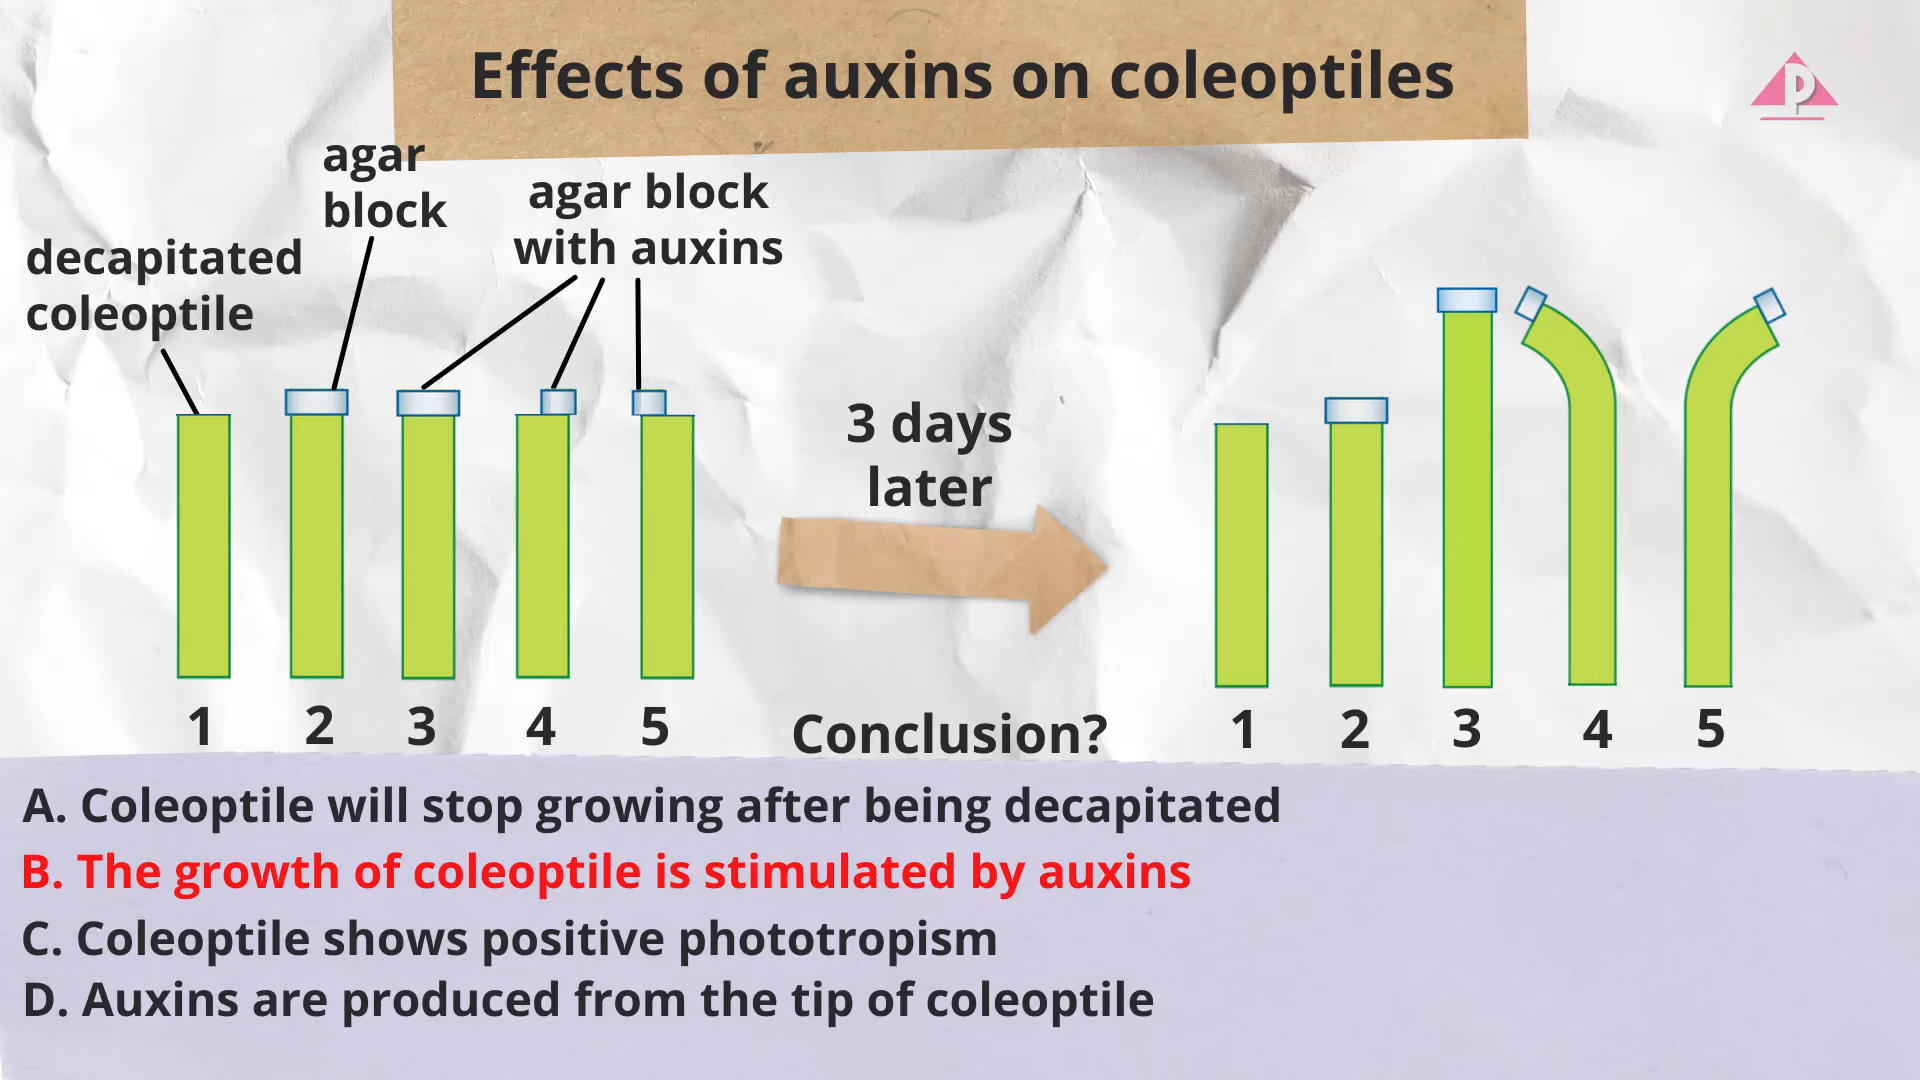 Effects of auxins on coleoptiles
P
agar
block
agar block
with auxins
decapitated
coleoptile
3 days
later
1 2 3 4 5
Conclusion?
1 2 3 4 5
A. Coleoptile will stop growing after being decapitated
B. The growth of coleoptile is stimulated by auxins
C. Coleoptile shows positive phototropism
D. Auxins are produced from the tip of coleoptile